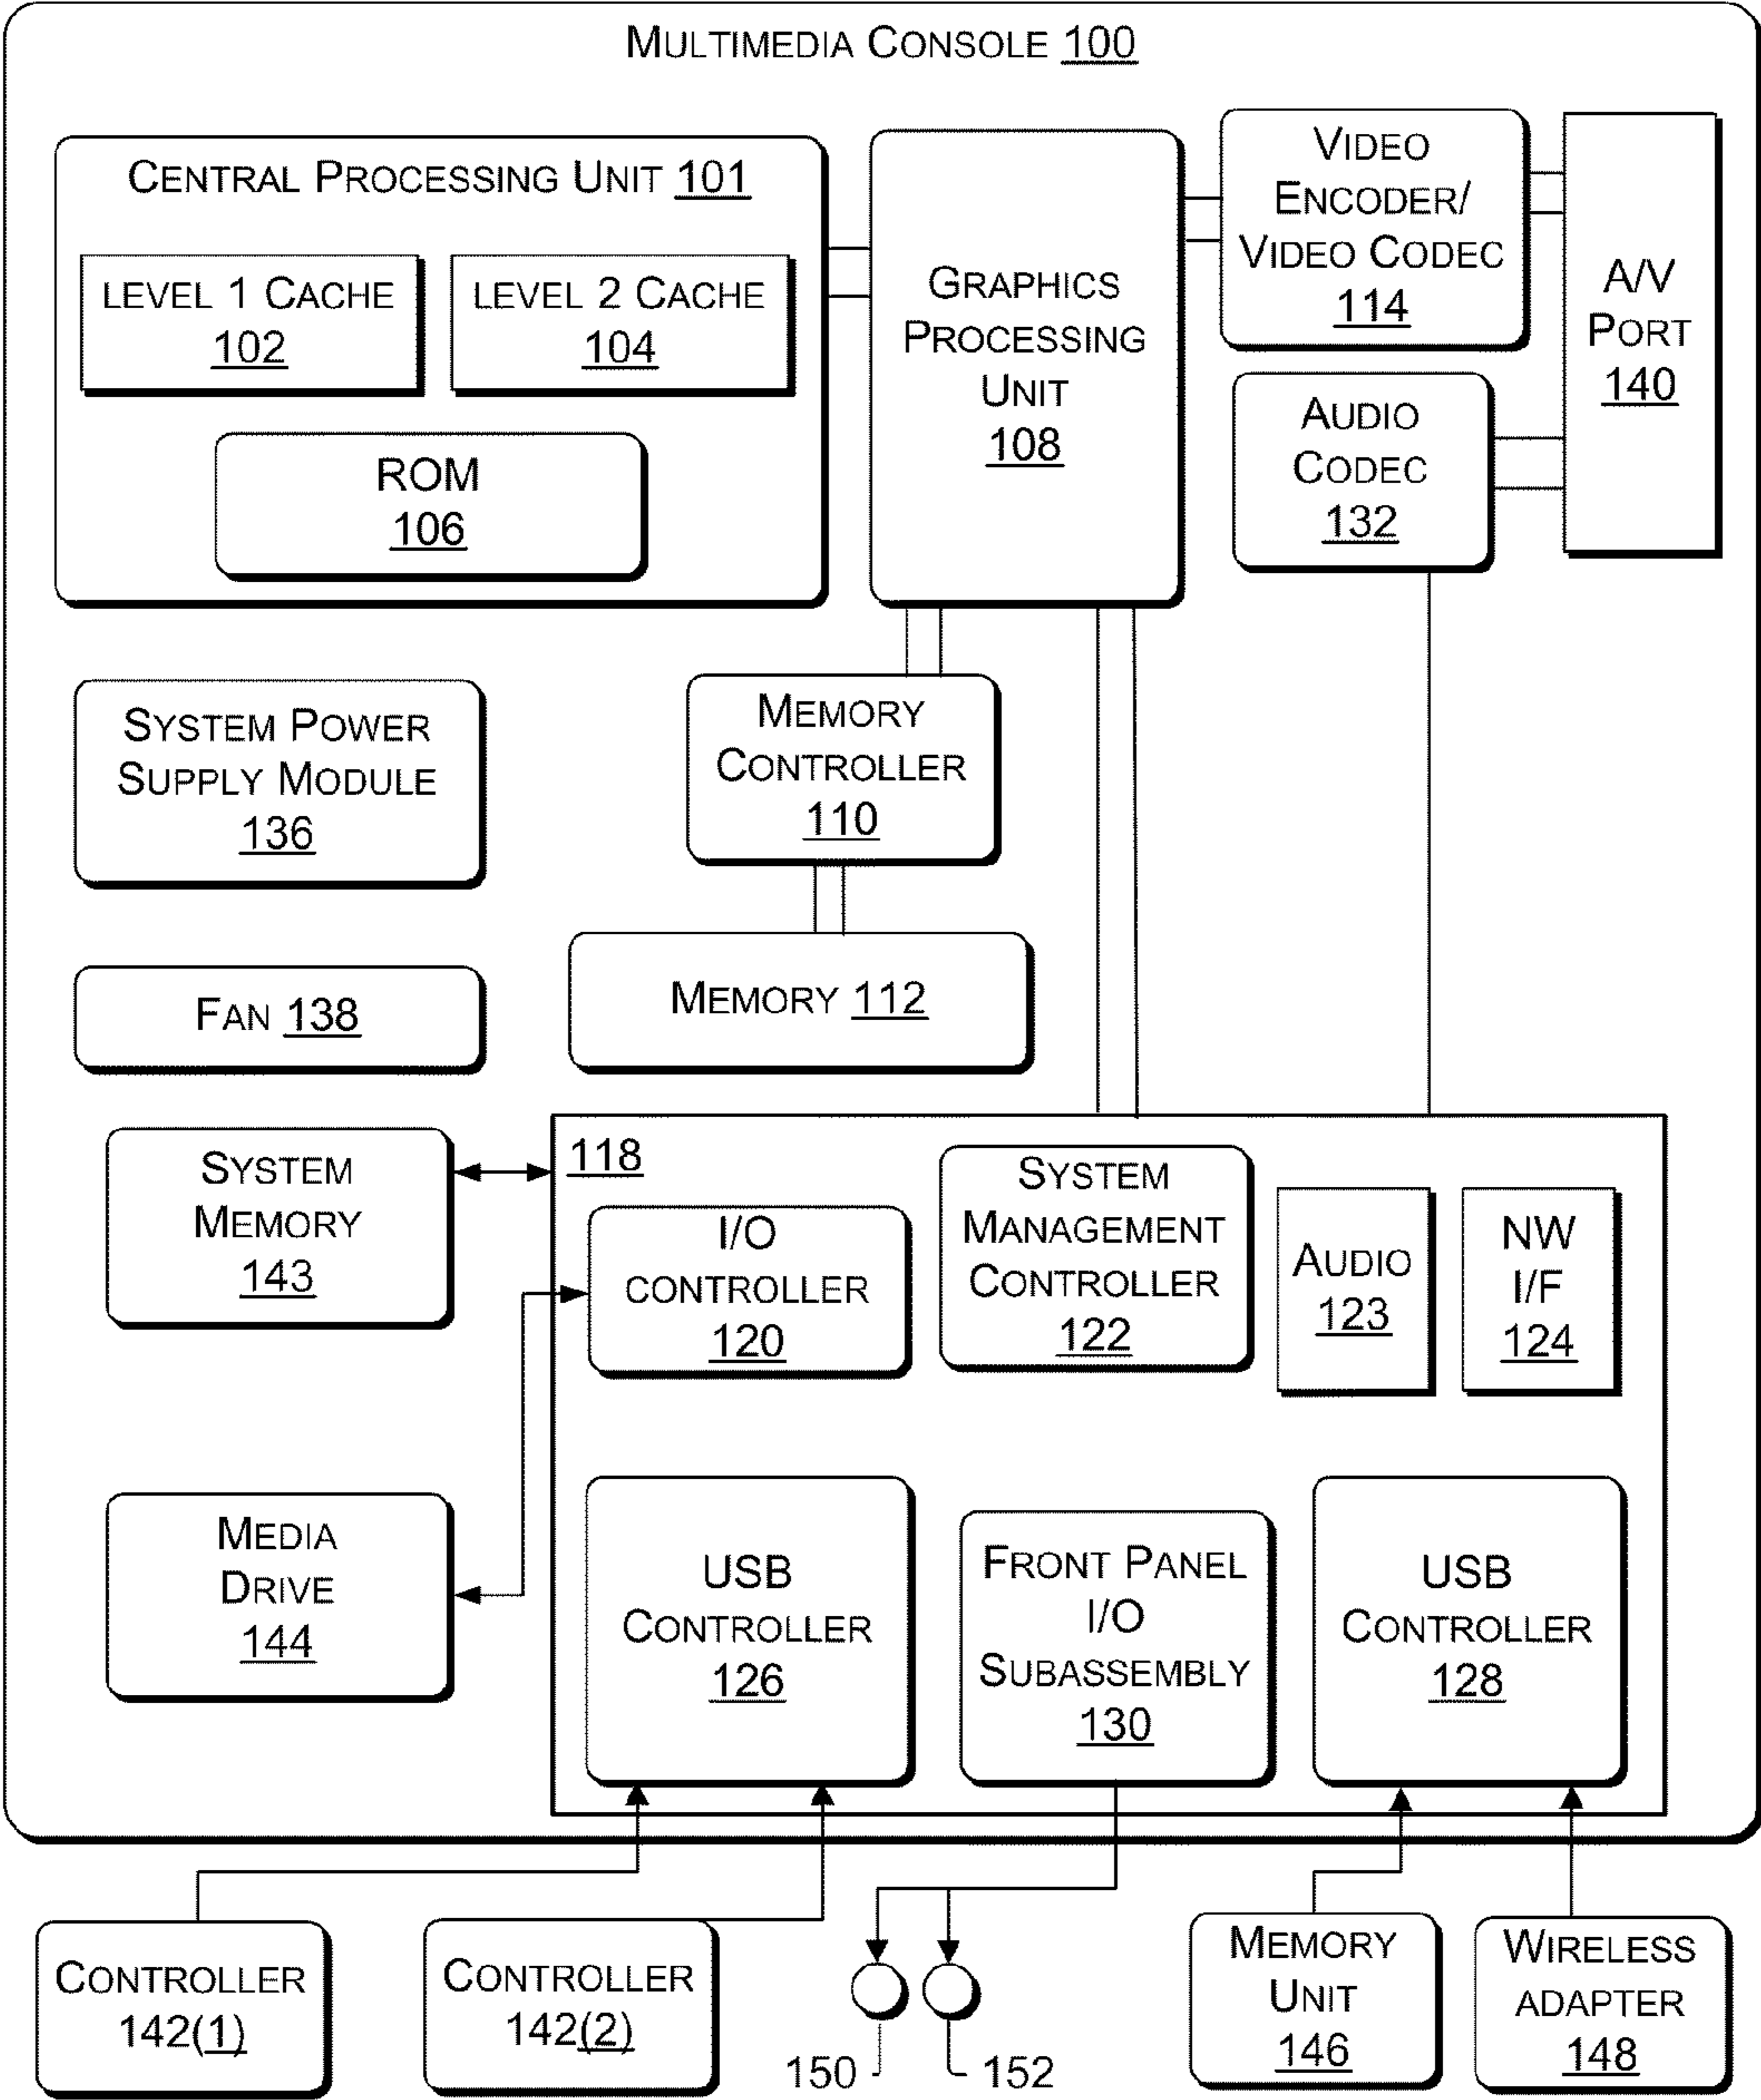 MULTIMEDIA CONSOLE 100
CENTRAL PROCESSING UNIT 101
LEVEL 1 CACHE
102
LEVEL 2 CACHE
104
ROM
106
GRAPHICS
PROCESSING
UNIT
108
VIDEO
ENCODER/
VIDEO CODEC
114
A/V
PORT
140
AUDIO
CODEC
132
SYSTEM POWER
SUPPLY MODULE
136
MEMORY
CONTROLLER
110
FAN 138
MEMORY 112
SYSTEM
MEMORY
143
118
I/O
CONTROLLER
120
SYSTEM
MANAGEMENT
CONTROLLER
122
AUDIO
123
NW
I/F
124
MEDIA
DRIVE
144
USB
CONTROLLER
126
FRONT PANEL
I/O
SUBASSEMBLY
130
USB
CONTROLLER
128
CONTROLLER
142(1)
CONTROLLER
142(2)
150
152
MEMORY
UNIT
146
WIRELESS
ADAPTER
148